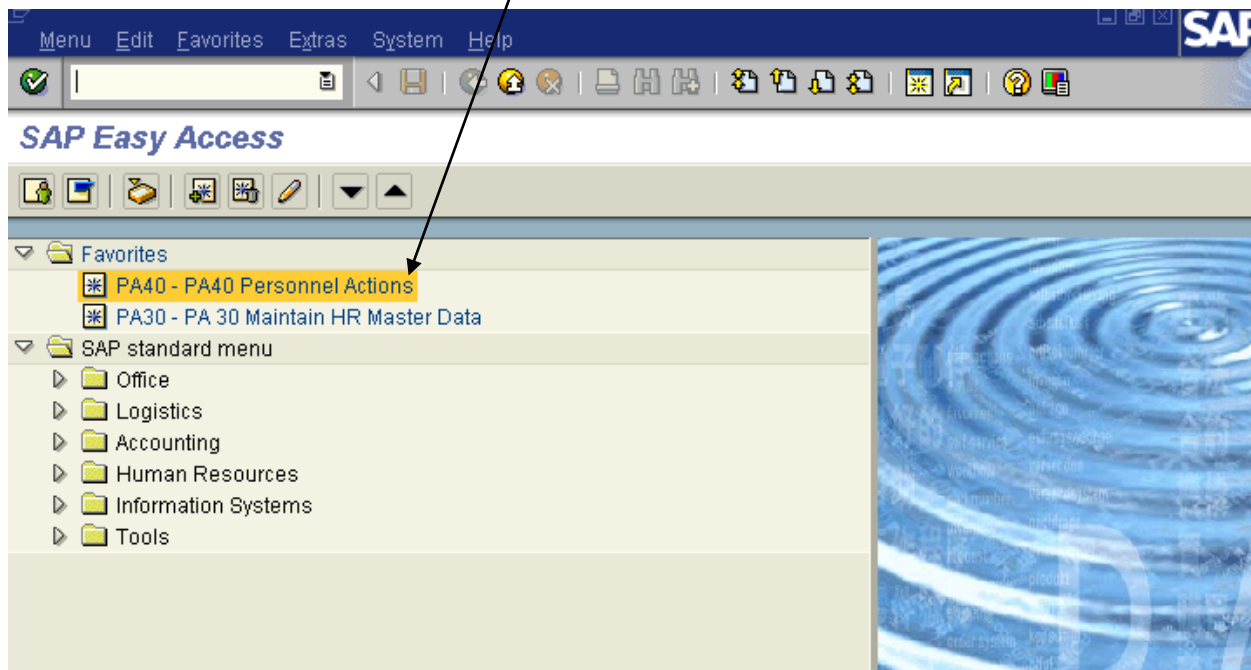 Menu Edit Favorites Extras System Help
SAP
SAP Easy Access
Favorites
PA40 - PA40 Personnel Actions
PA30 - PA 30 Maintain HR Master Data
SAP standard menu
Office
Logistics
Accounting
Human Resources
Information Systems
Tools